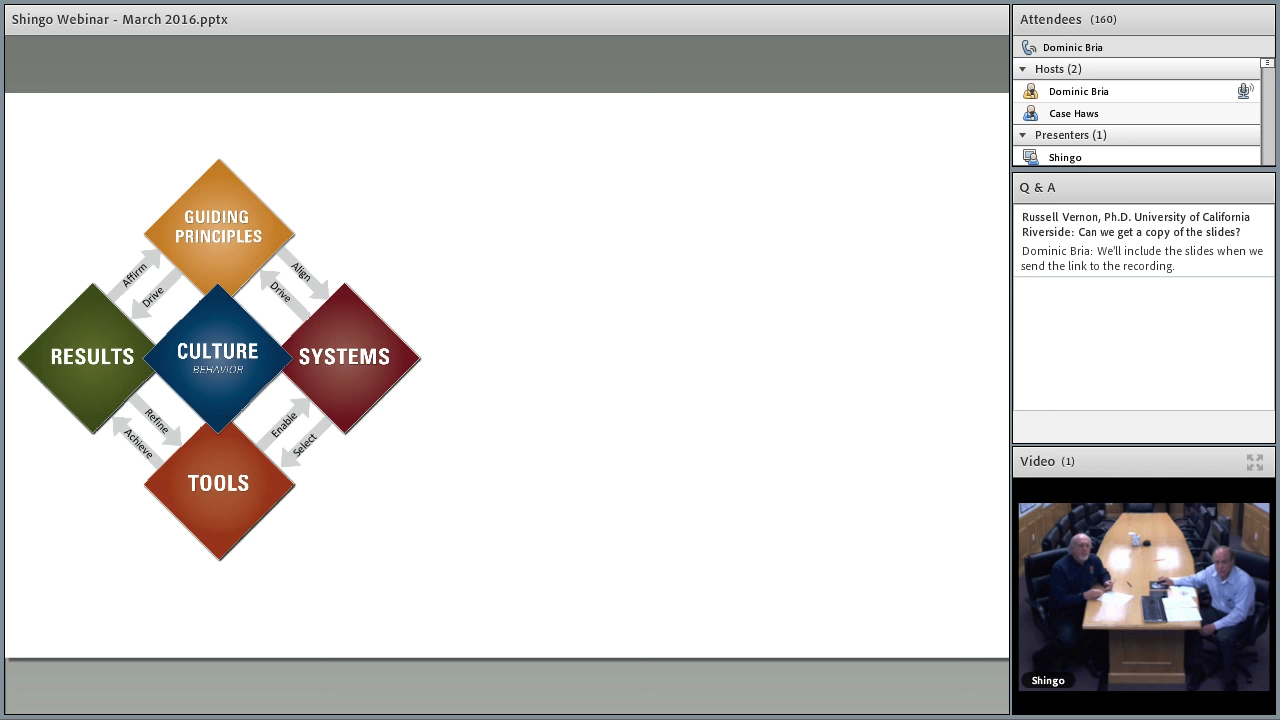 Shingo Webinar - March 2016.pptx
GUIDING
PRINCIPLES
Affirm
Drive
Align
Drive
RESULTS
CULTURE
BEHAVIOR
SYSTEMS
Refine
Achieve
Enable
Select
TOOLS
Attendees (160)
Dominic Bria
Hosts (2)
Dominic Bria
Case Haws
Presenters (1)
Shingo
Q & A
Russell Vernon, Ph.D. University of California
Riverside: Can we get a copy of the slides?
Dominic Bria: We'll include the slides when we
send the link to the recording.
Video (1)
Shingo